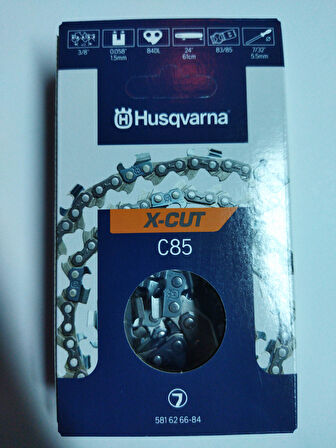 3/8" 0.058" 84DL 24" 83/85 7/32"
1.5mm 61cm 5.5mm
Husqvarna
X-CUT
C85
7
581 62 66-84